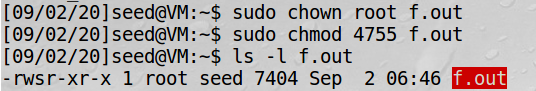 [09/02/20]seed@VM:~$ sudo chown root f.out
[09/02/20]seed@VM:~$ sudo chmod 4755 f.out
[09/02/20]seed@VM:~$ ls -l f.out
-rwsr-xr-x 1 root seed 7404 Sep  2 06:46 f.out